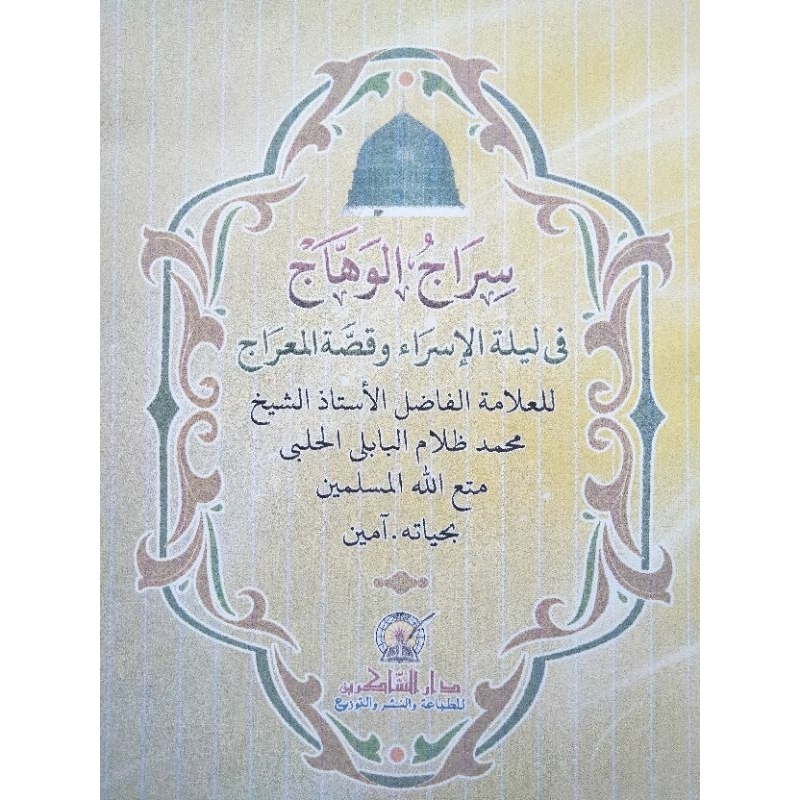 سِرَاجُ الوَهَّاجْ
فى ليلة الإسراء وقصّة المعراج
للعلامة الفاضل الأستاذ الشيخ
محمد ظلام البابلى الحلبى
متع الله المسلمين
بحياته. آمين
دار الشاكرين
للطباعة والنشر والتوزيع